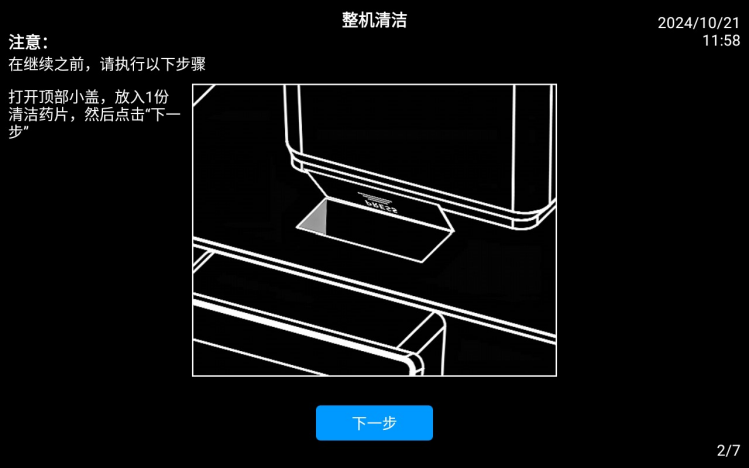 整机清洁
2024/10/21
11:58
注意：
在继续之前，请执行以下步骤
打开顶部小盖，放入1份
清洁药片，然后点击“下一
步”
PRESS
下一步
2/7